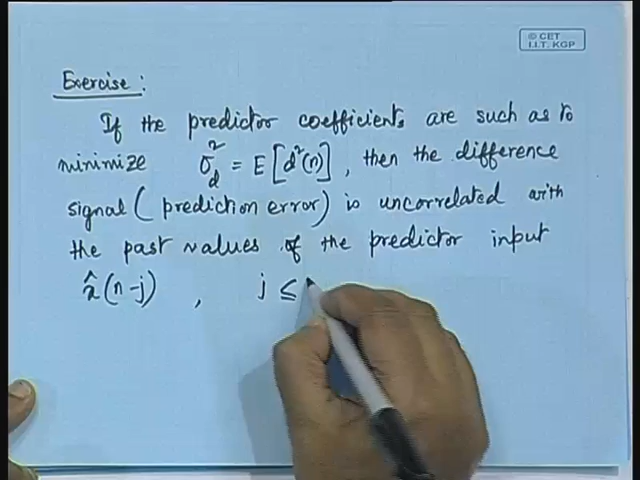 © CET
I.I.T. KGP
Exercise:
If the predictor coefficients are such as to
minimize σ_d^2 = E[d^2(n)], then the difference
signal (prediction error) is uncorrelated with
the past values of the predictor input
x̂(n-j) , j ≤